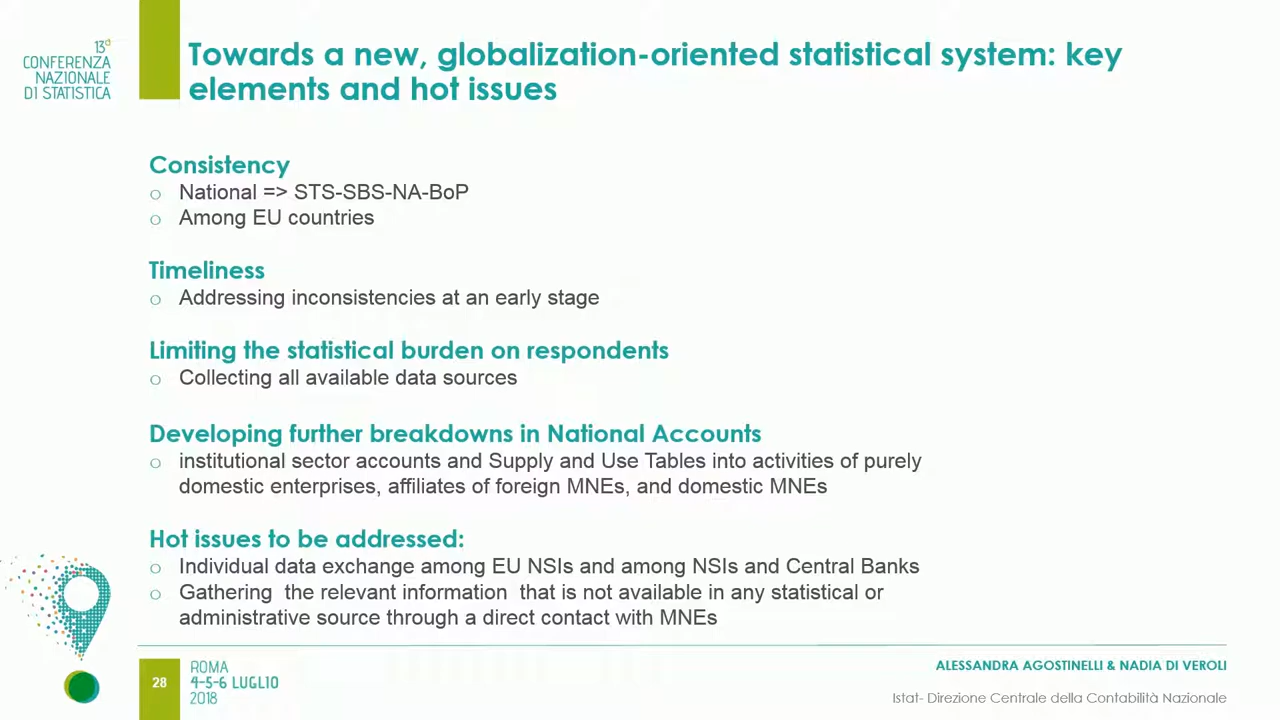 13ª
CONFERENZA
NAZIONALE
DI STATISTICA
Towards a new, globalization-oriented statistical system: key
elements and hot issues
Consistency
o National => STS-SBS-NA-BoP
o Among EU countries
Timeliness
o Addressing inconsistencies at an early stage
Limiting the statistical burden on respondents
o Collecting all available data sources
Developing further breakdowns in National Accounts
o institutional sector accounts and Supply and Use Tables into activities of purely
domestic enterprises, affiliates of foreign MNEs, and domestic MNEs
Hot issues to be addressed:
o Individual data exchange among EU NSIs and among NSIs and Central Banks
o Gathering the relevant information that is not available in any statistical or
administrative source through a direct contact with MNEs
28
ROMA
4-5-6 LUGLIO
2018
ALESSANDRA AGOSTINELLI & NADIA DI VEROLI
Istat- Direzione Centrale della Contabilità Nazionale